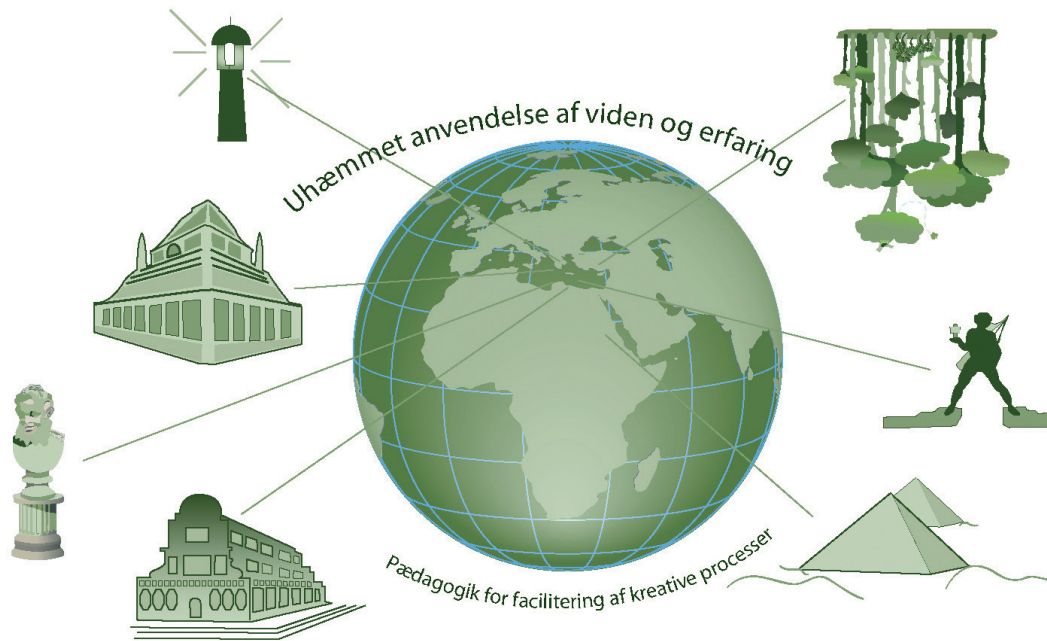 Uhæmmet anvendelse af viden og erfaring
Pædagogik for facilitering af kreative processer